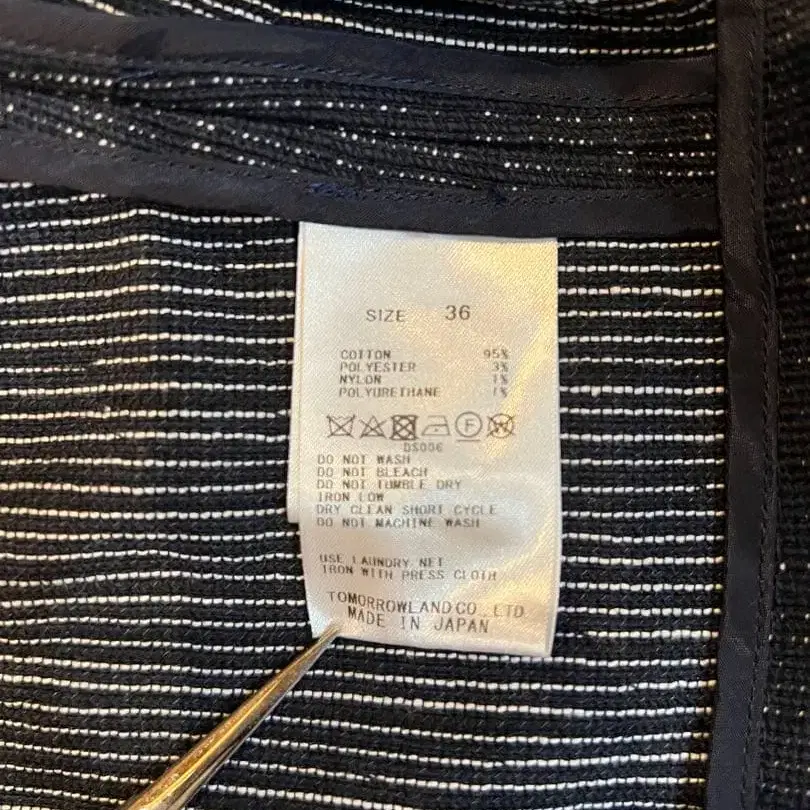 SIZE 36
COTTON 95%
POLYESTER 3%
NYLON 1%
POLYURETHANE 1%
F W
DS006
DO NOT WASH
DO NOT BLEACH
DO NOT TUMBLE DRY
IRON LOW
DRY CLEAN SHORT CYCLE
DO NOT MACHINE WASH
USE LAUNDRY NET
IRON WITH PRESS CLOTH
TOMORROWLAND CO., LTD
MADE IN JAPAN